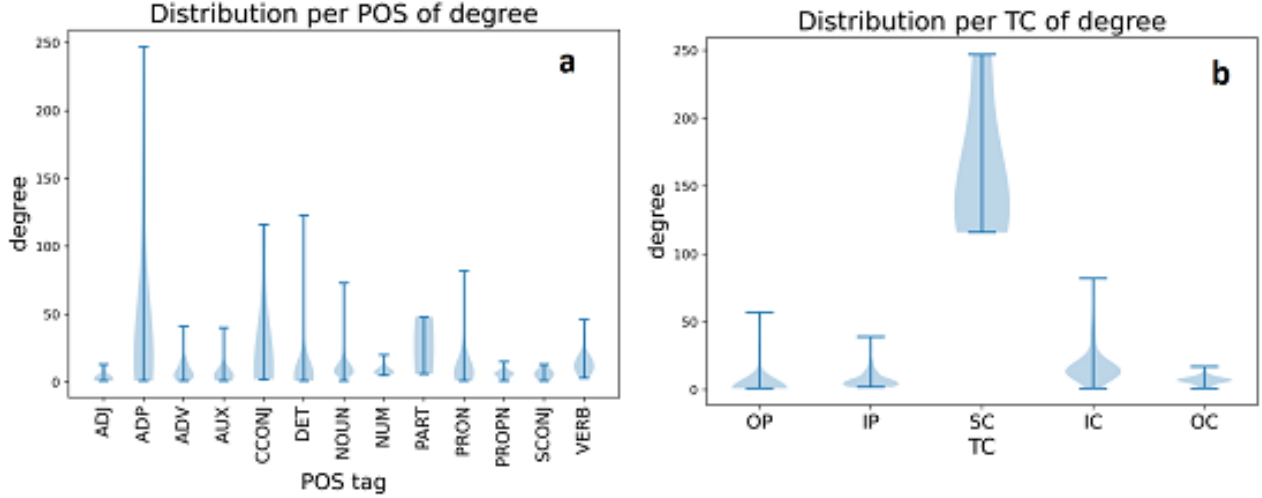 Distribution per POS of degree
a
250
200
150
100
50
0
degree
ADJ
ADP
ADV
AUX
CCONJ
DET
NOUN
NUM
PART
PRON
PROPN
SCONJ
VERB
POS tag
Distribution per TC of degree
b
250
200
150
100
50
0
degree
OP
IP
SC
IC
OC
TC